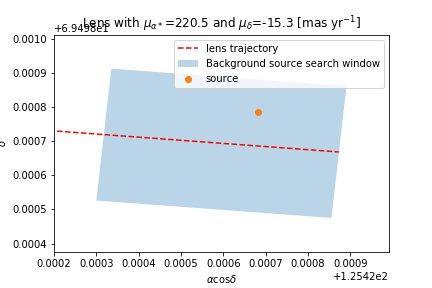 Lens with μα*=220.5 and μδ=-15.3 [mas yr⁻¹]
+6.9498e1
0.0010
0.0009
0.0008
0.0007
0.0006
0.0005
0.0004
δ
lens trajectory
Background source search window
source
0.0002 0.0003 0.0004 0.0005 0.0006 0.0007 0.0008 0.0009
+1.2542e2
αcosδ